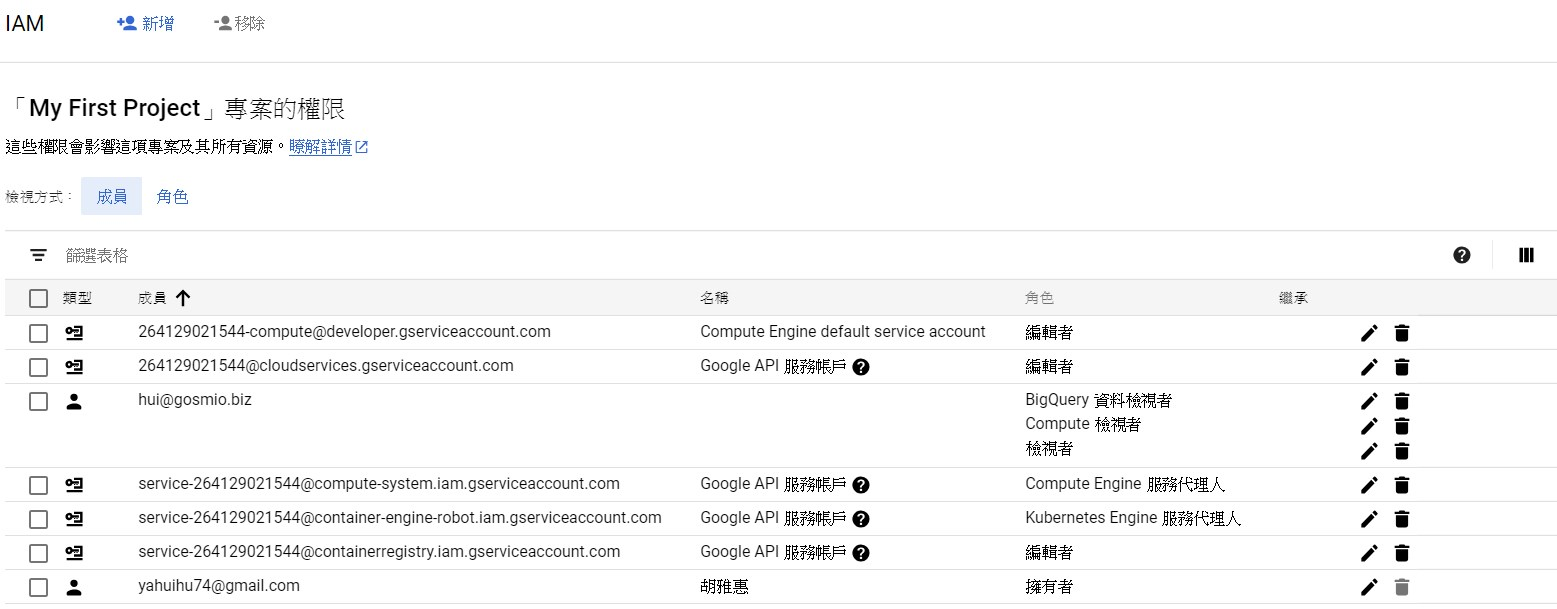 IAM 新增 移除
「My First Project」專案的權限
這些權限會影響這項專案及其所有資源。瞭解詳情
檢視方式： 成員 角色
篩選表格
類型 成員 名稱 角色 繼承
264129021544-compute@developer.gserviceaccount.com Compute Engine default service account 編輯者
264129021544@cloudservices.gserviceaccount.com Google API 服務帳戶 編輯者
hui@gosmio.biz BigQuery 資料檢視者
Compute 檢視者
檢視者
service-264129021544@compute-system.iam.gserviceaccount.com Google API 服務帳戶 Compute Engine 服務代理人
service-264129021544@container-engine-robot.iam.gserviceaccount.com Google API 服務帳戶 Kubernetes Engine 服務代理人
service-264129021544@containerregistry.iam.gserviceaccount.com Google API 服務帳戶 編輯者
yahuihu74@gmail.com 胡雅惠 擁有者